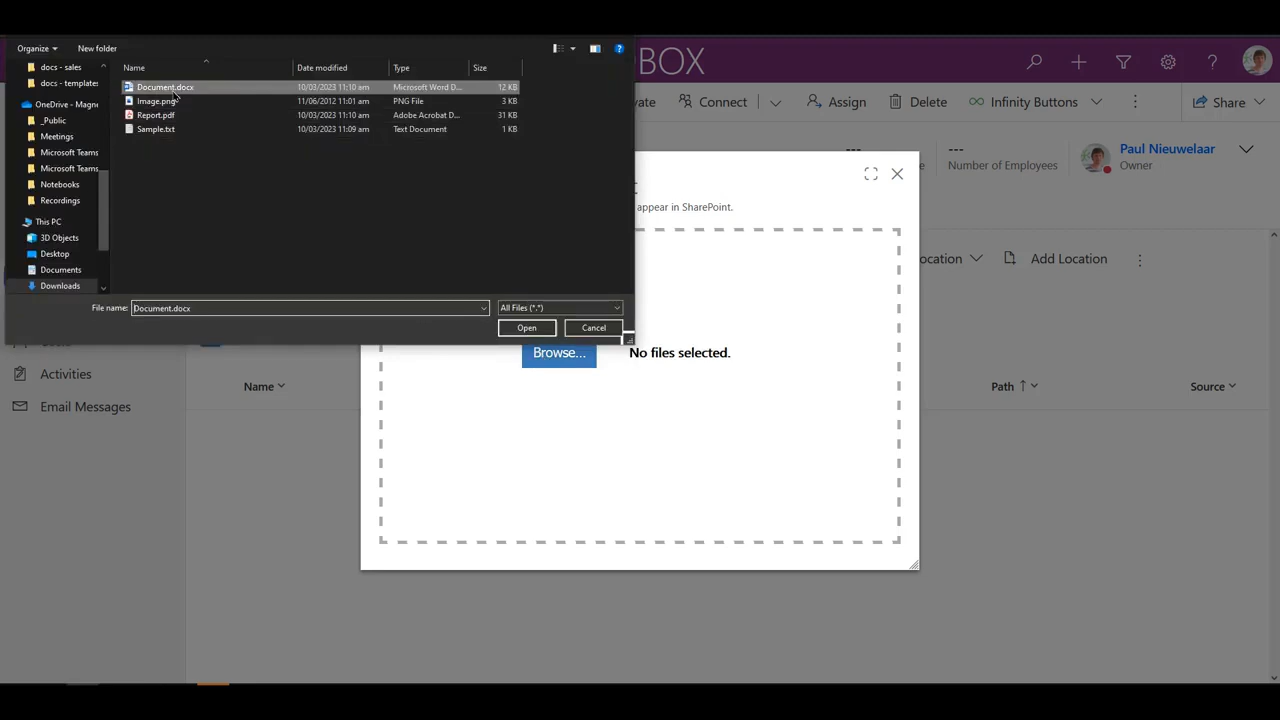 Organize
New folder
BOX
docs - sales
docs - templates
OneDrive - Magne
_Public
Meetings
Microsoft Teams
Microsoft Teams
Notebooks
Recordings
This PC
3D Objects
Desktop
Documents
Downloads
Name Date modified Type Size
Document.docx 10/03/2023 11:10 am Microsoft Word D... 12 KB
Image.png 11/06/2012 11:01 am PNG File 3 KB
Report.pdf 10/03/2023 11:10 am Adobe Acrobat D... 31 KB
Sample.txt 10/03/2023 11:09 am Text Document 1 KB
File name: Document.docx All Files (*.*)
Open Cancel
vate Connect Assign Delete Infinity Buttons Share
--- ---
Number of Employees
Paul Nieuwelaar
Owner
appear in SharePoint.
ocation Add Location
Browse... No files selected.
Activities
Email Messages
Name Path Source